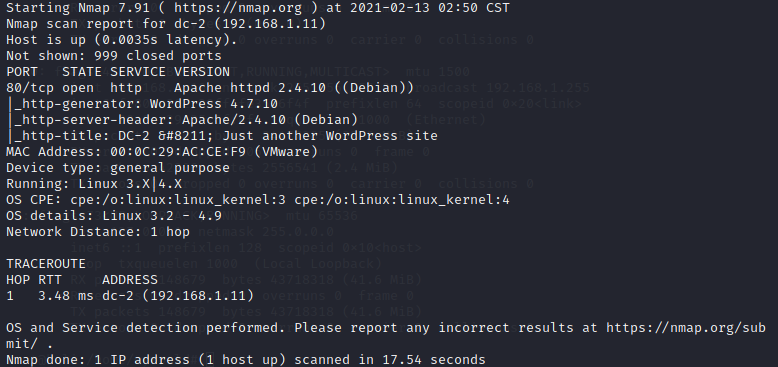 Starting Nmap 7.91 ( https://nmap.org ) at 2021-02-13 02:50 CST
Nmap scan report for dc-2 (192.168.1.11)
Host is up (0.0035s latency).
Not shown: 999 closed ports
PORT   STATE SERVICE VERSION
80/tcp open  http    Apache httpd 2.4.10 ((Debian))
|_http-generator: WordPress 4.7.10
|_http-server-header: Apache/2.4.10 (Debian)
|_http-title: DC-2 &#8211; Just another WordPress site
MAC Address: 00:0C:29:AC:CE:F9 (VMware)
Device type: general purpose
Running: Linux 3.X|4.X
OS CPE: cpe:/o:linux:linux_kernel:3 cpe:/o:linux:linux_kernel:4
OS details: Linux 3.2 - 4.9
Network Distance: 1 hop
TRACEROUTE
HOP RTT     ADDRESS
1   3.48 ms dc-2 (192.168.1.11)
OS and Service detection performed. Please report any incorrect results at https://nmap.org/sub
mit/ .
Nmap done: 1 IP address (1 host up) scanned in 17.54 seconds